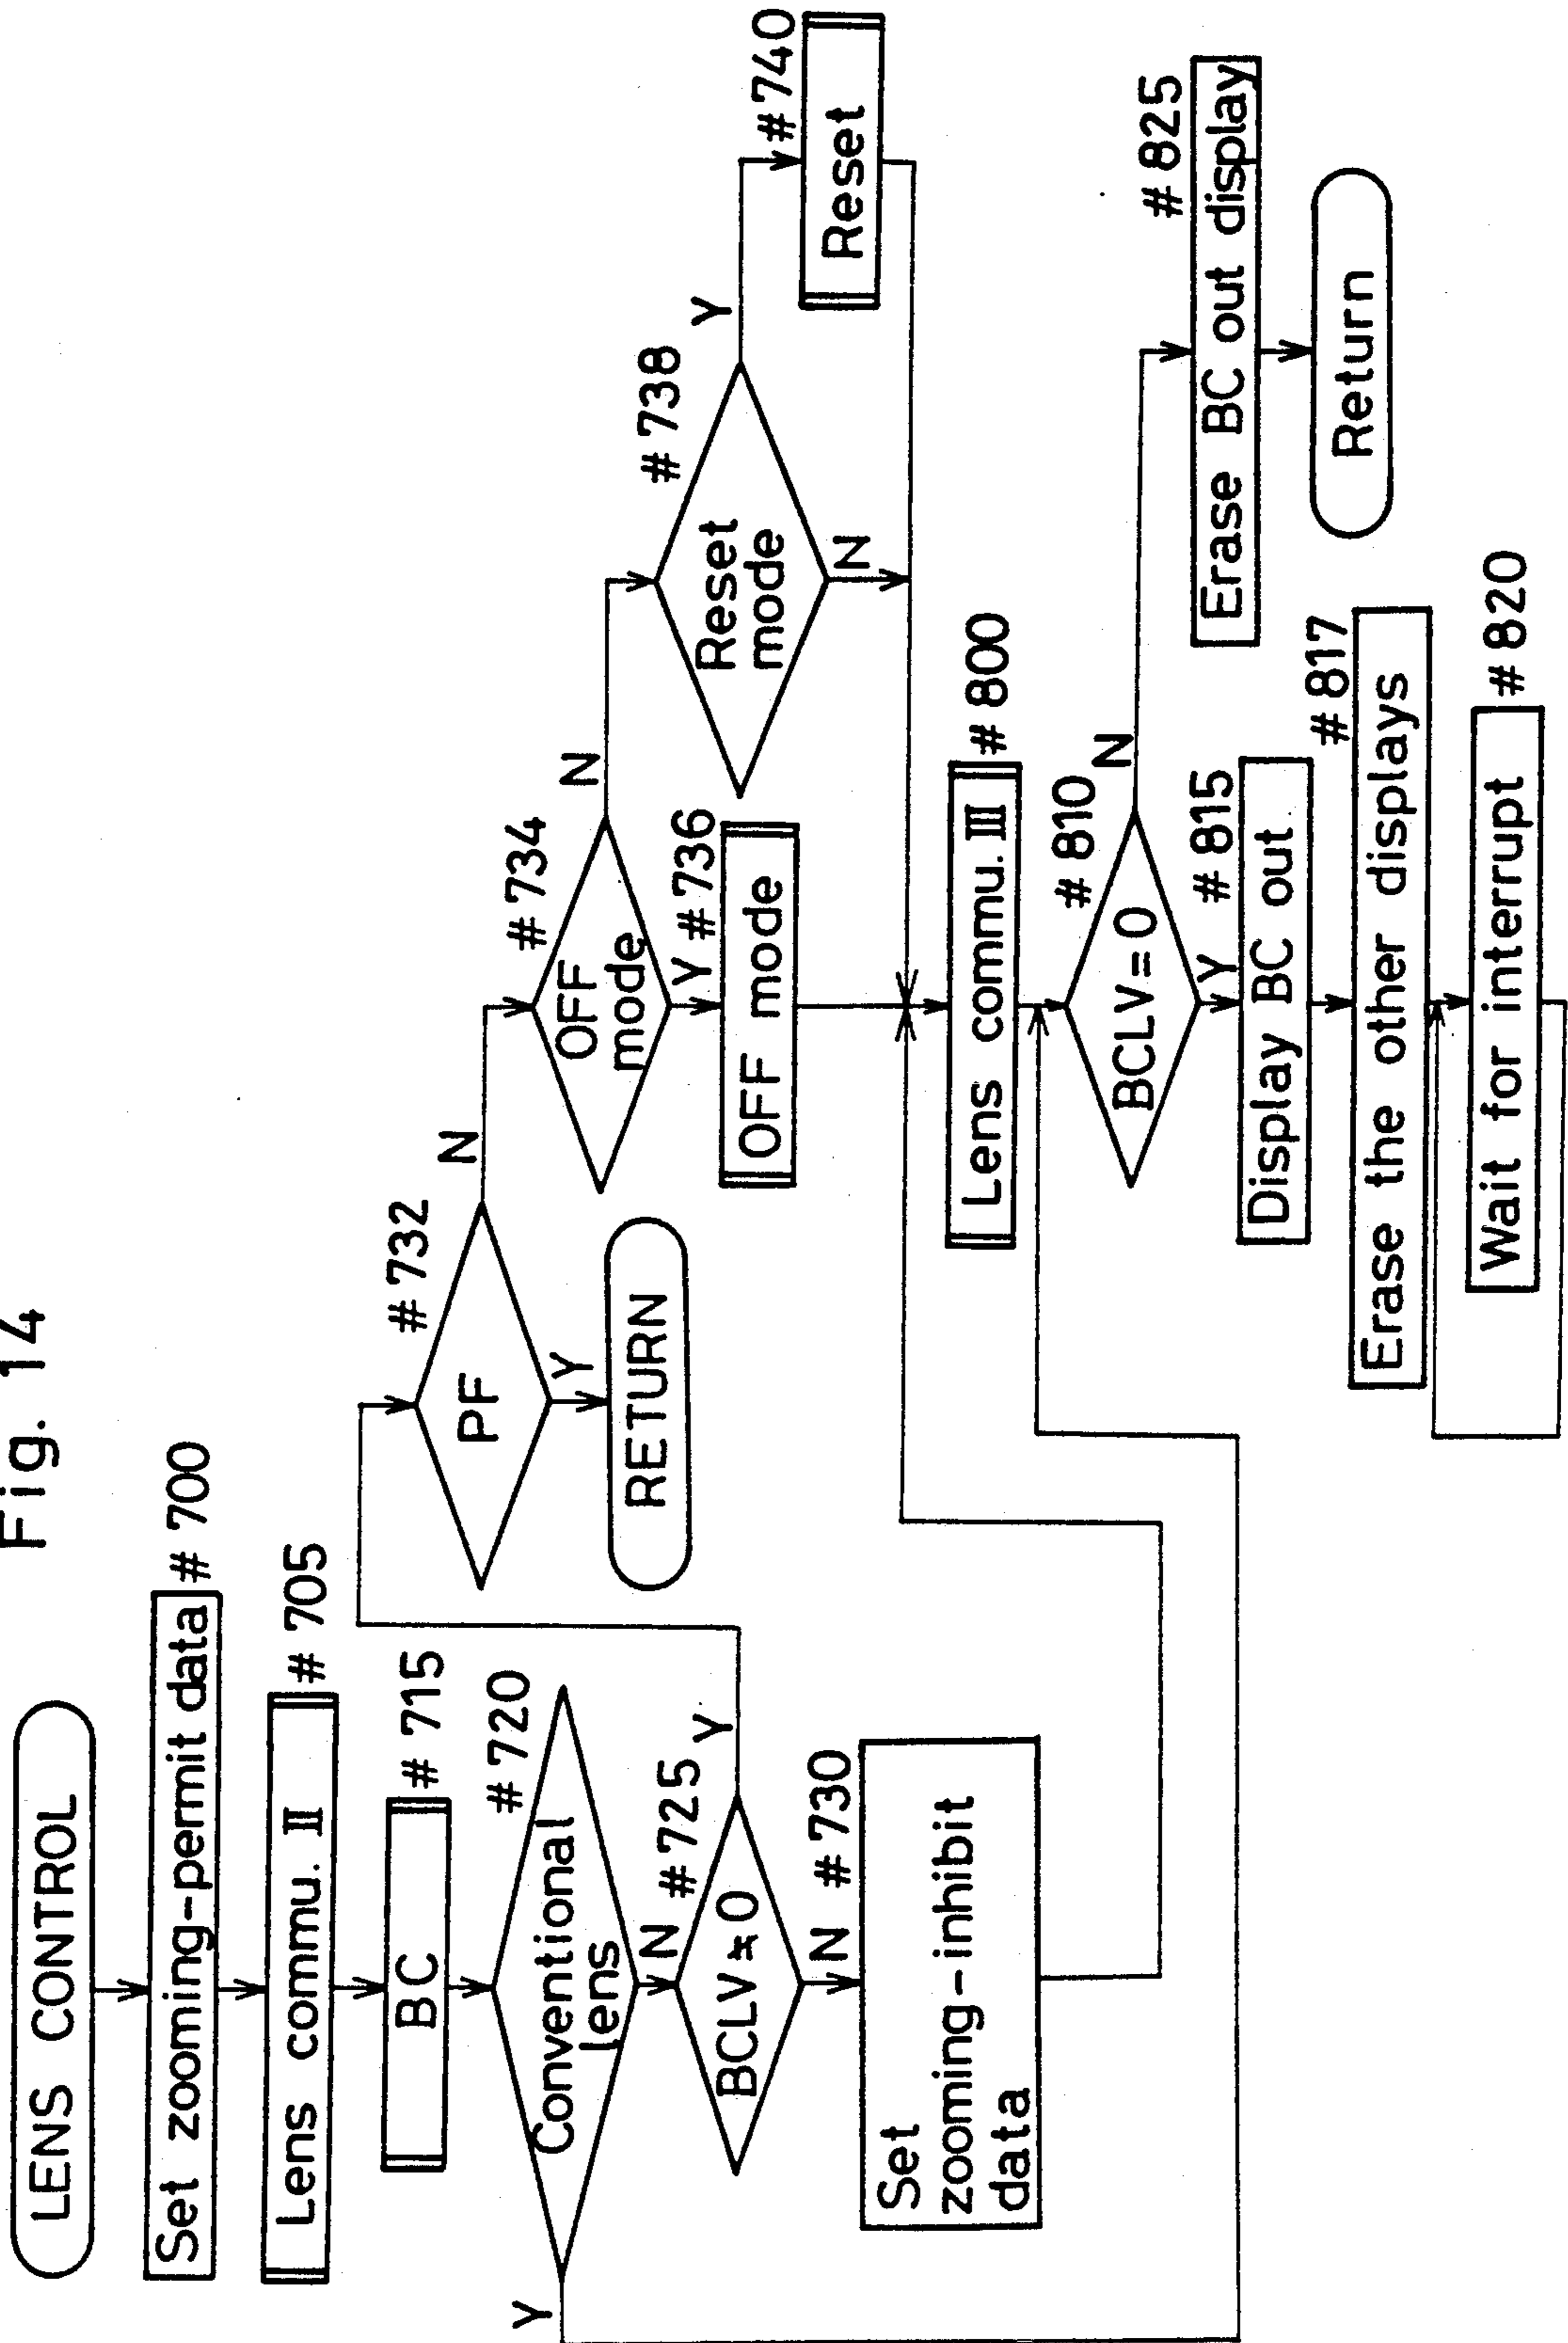 Fig. 14
LENS CONTROL
Set zooming-permit data
# 700
Lens commu. II
# 705
BC
# 715
# 720
Conventional
lens
Y
N
# 725
BCLV≒0
Y
N
# 730
Set
zooming-inhibit
data
# 732
PF
N
Y
RETURN
# 734
OFF
mode
N
Y
# 736
OFF mode
# 738
Reset
mode
Y
N
# 740
Reset
Lens commu. III
# 800
# 810
BCLV=0
N
Y
# 815
Display BC out
# 817
Erase the other displays
Wait for interrupt
# 820
# 825
Erase BC out display
Return